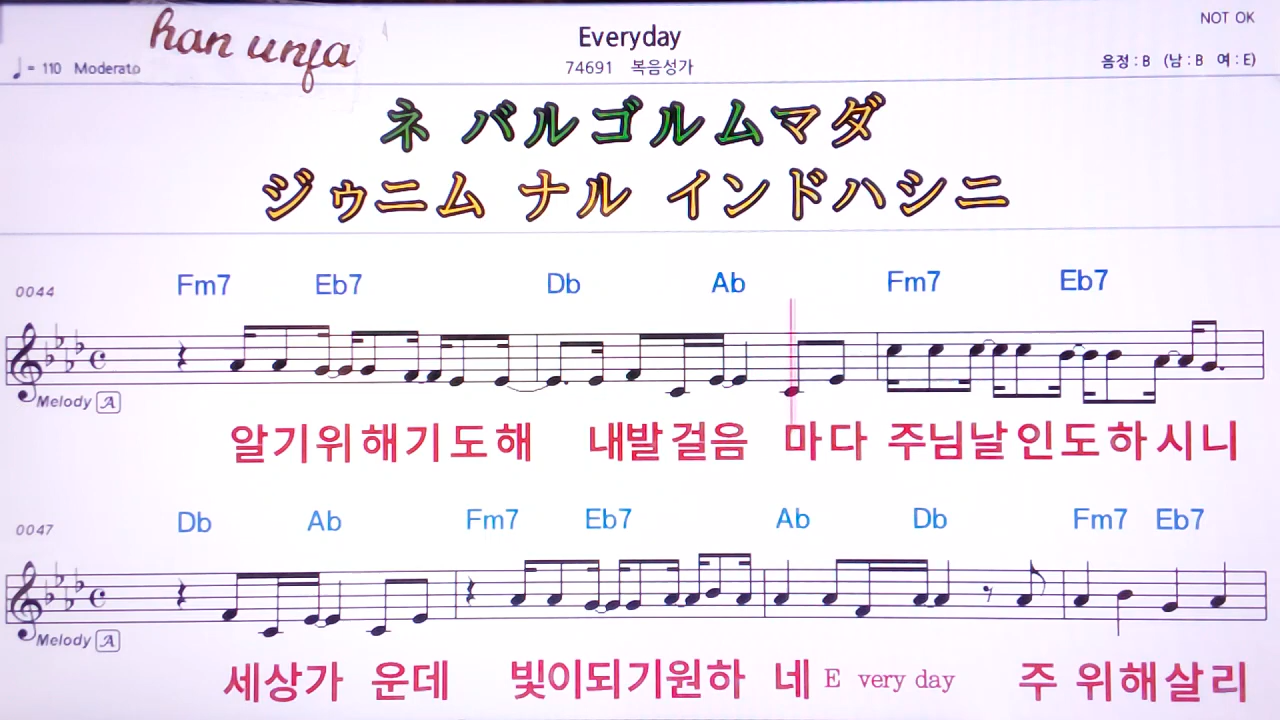 NOT OK
han unfa
Everyday
♩= 110 Moderato
74691 복음성가
음정 : B (남 : B 여 : E)
ネ バルゴルムマダ
ジゥニム ナル インドハシニ
0044 Fm7 Eb7 Db Ab Fm7 Eb7
Melody A
알기위해기도해 내발걸음 마다 주님날인도하시니
0047 Db Ab Fm7 Eb7 Ab Db Fm7 Eb7
Melody A
세상가 운데 빛이되기원하 네 E very day 주 위해살리